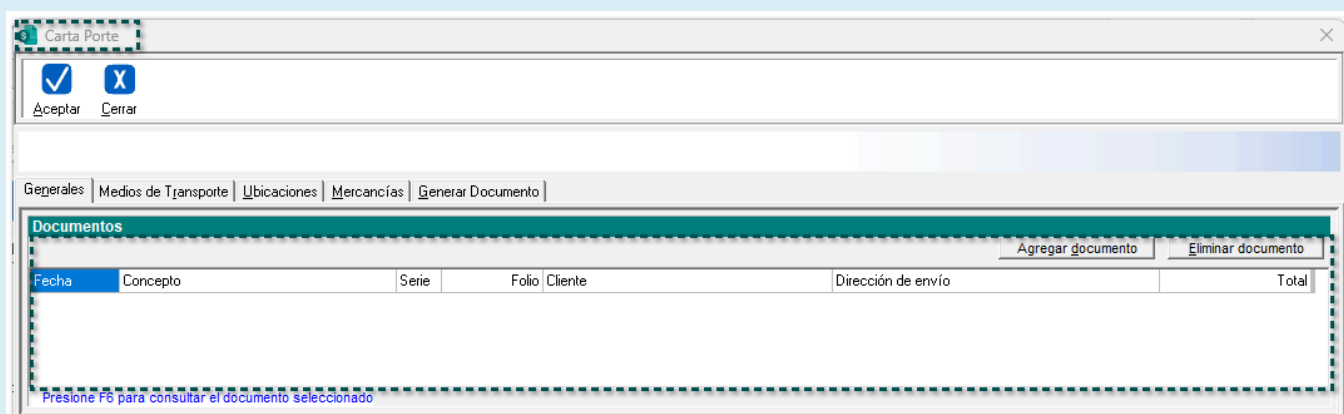 Carta Porte
Aceptar Cerrar
Generales Medios de Transporte Ubicaciones Mercancías Generar Documento
Documentos
Agregar documento Eliminar documento
Fecha Concepto Serie Folio Cliente Dirección de envío Total
Presione F6 para consultar el documento seleccionado